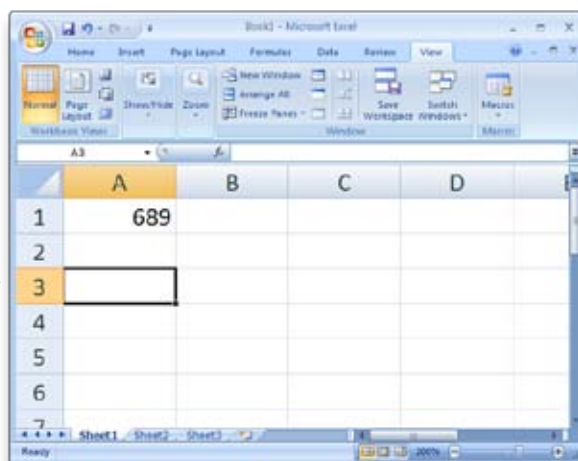 Book1 - Microsoft Excel
Home Insert Page Layout Formulas Data Review View
Normal Page Layout Show/Hide Zoom New Window Arrange All Freeze Panes Save Workspace Switch Windows Macros
Workbook Views Window Macros
A3 fx
A B C D E
1 689
2
3
4
5
6
7
Sheet1 Sheet2 Sheet3
Ready 200%